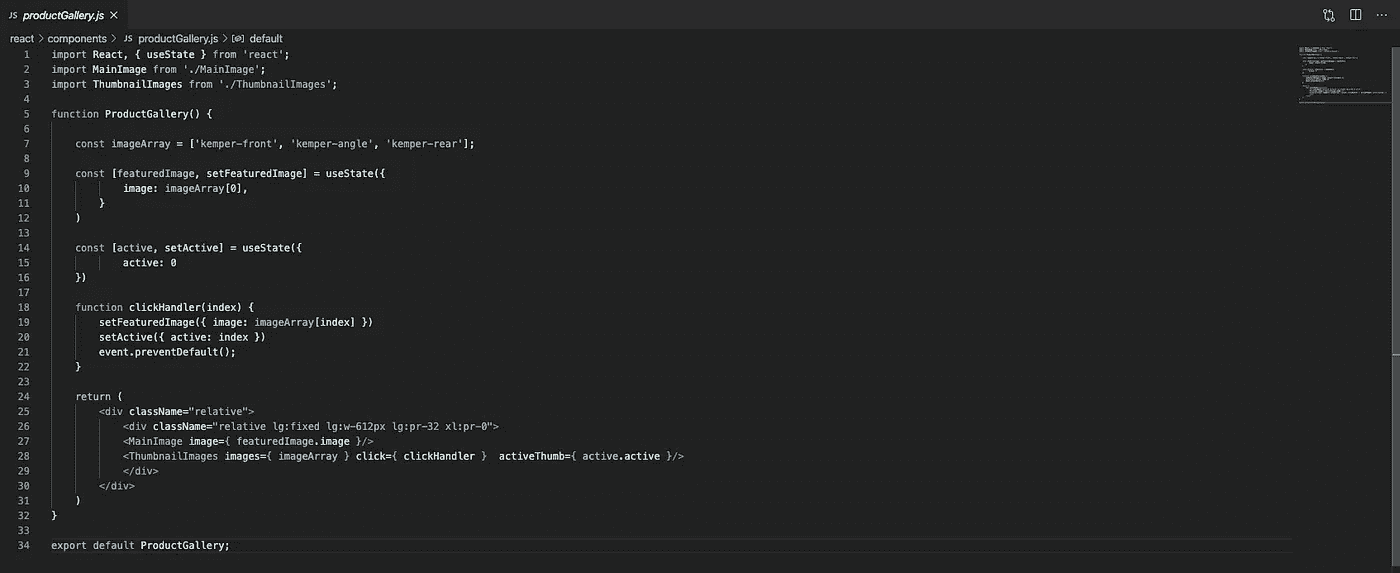 JS productGallery.js ×
react > components > JS productGallery.js > default
1 import React, { useState } from 'react';
2 import MainImage from './MainImage';
3 import ThumbnailImages from './ThumbnailImages';
4
5 function ProductGallery() {
6
7     const imageArray = ['kemper-front', 'kemper-angle', 'kemper-rear'];
8
9     const [featuredImage, setFeaturedImage] = useState({
10             image: imageArray[0],
11         }
12     )
13
14     const [active, setActive] = useState({
15             active: 0
16     })
17
18     function clickHandler(index) {
19         setFeaturedImage({ image: imageArray[index] })
20         setActive({ active: index })
21         event.preventDefault();
22     }
23
24     return (
25         <div className="relative">
26             <div className="relative lg:fixed lg:w-612px lg:pr-32 xl:pr-0">
27             <MainImage image={ featuredImage.image }/>
28             <ThumbnailImages images={ imageArray } click={ clickHandler }  activeThumb={ active.active }/>
29             </div>
30         </div>
31     )
32 }
33
34 export default ProductGallery;